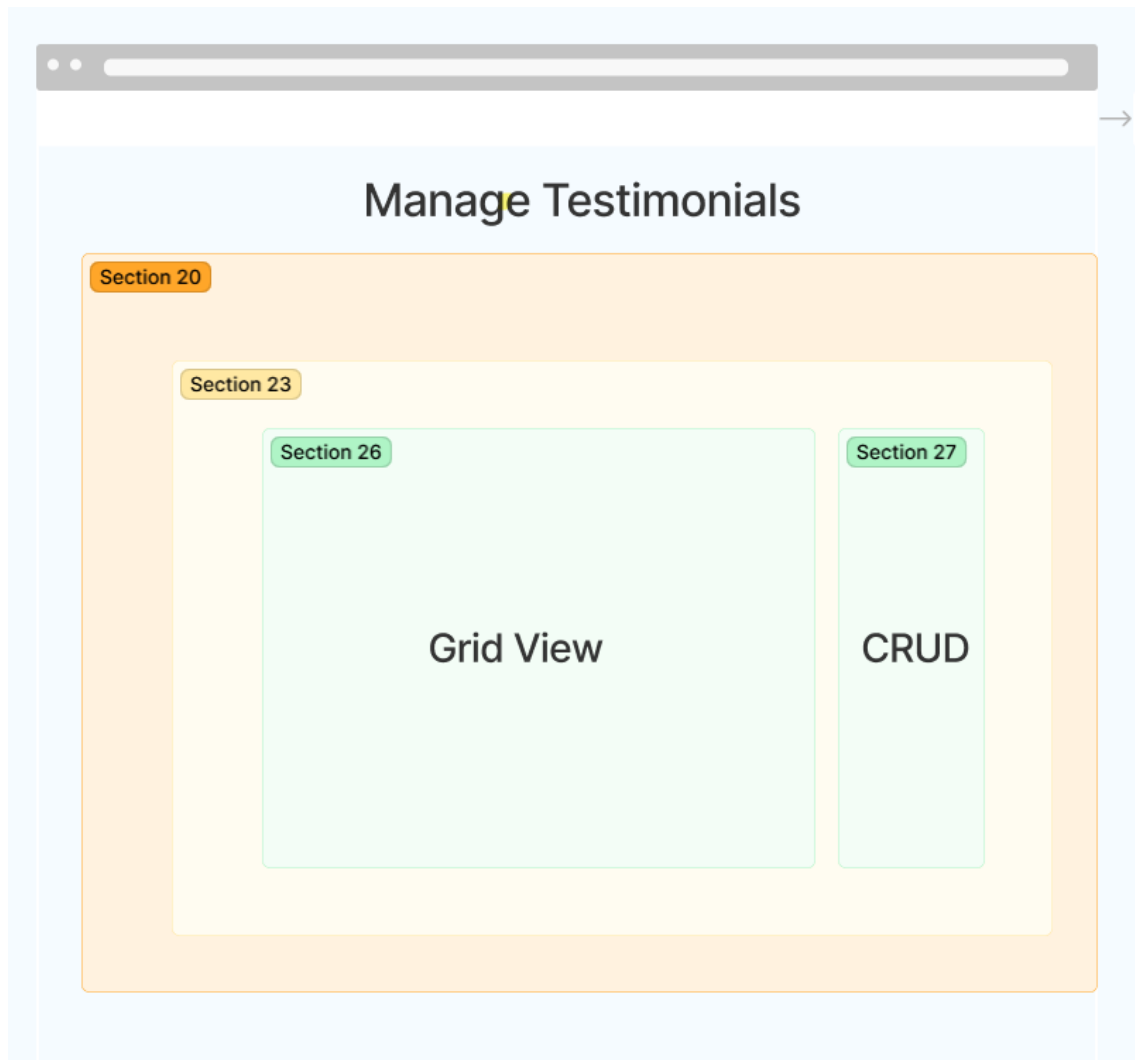 Manage Testimonials
Section 20
Section 23
Section 26
Section 27
Grid View
CRUD